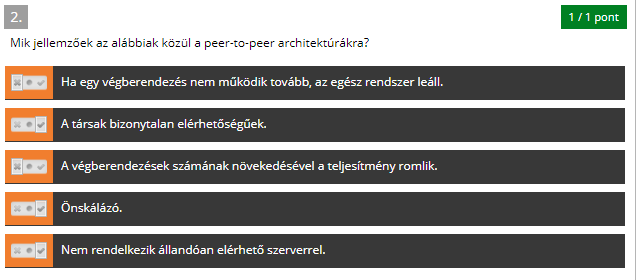 2.
1 / 1 pont
Mik jellemzőek az alábbiak közül a peer-to-peer architektúrákra?
Ha egy végberendezés nem működik tovább, az egész rendszer leáll.
A társak bizonytalan elérhetőségűek.
A végberendezések számának növekedésével a teljesítmény romlik.
Önskálázó.
Nem rendelkezik állandóan elérhető szerverrel.